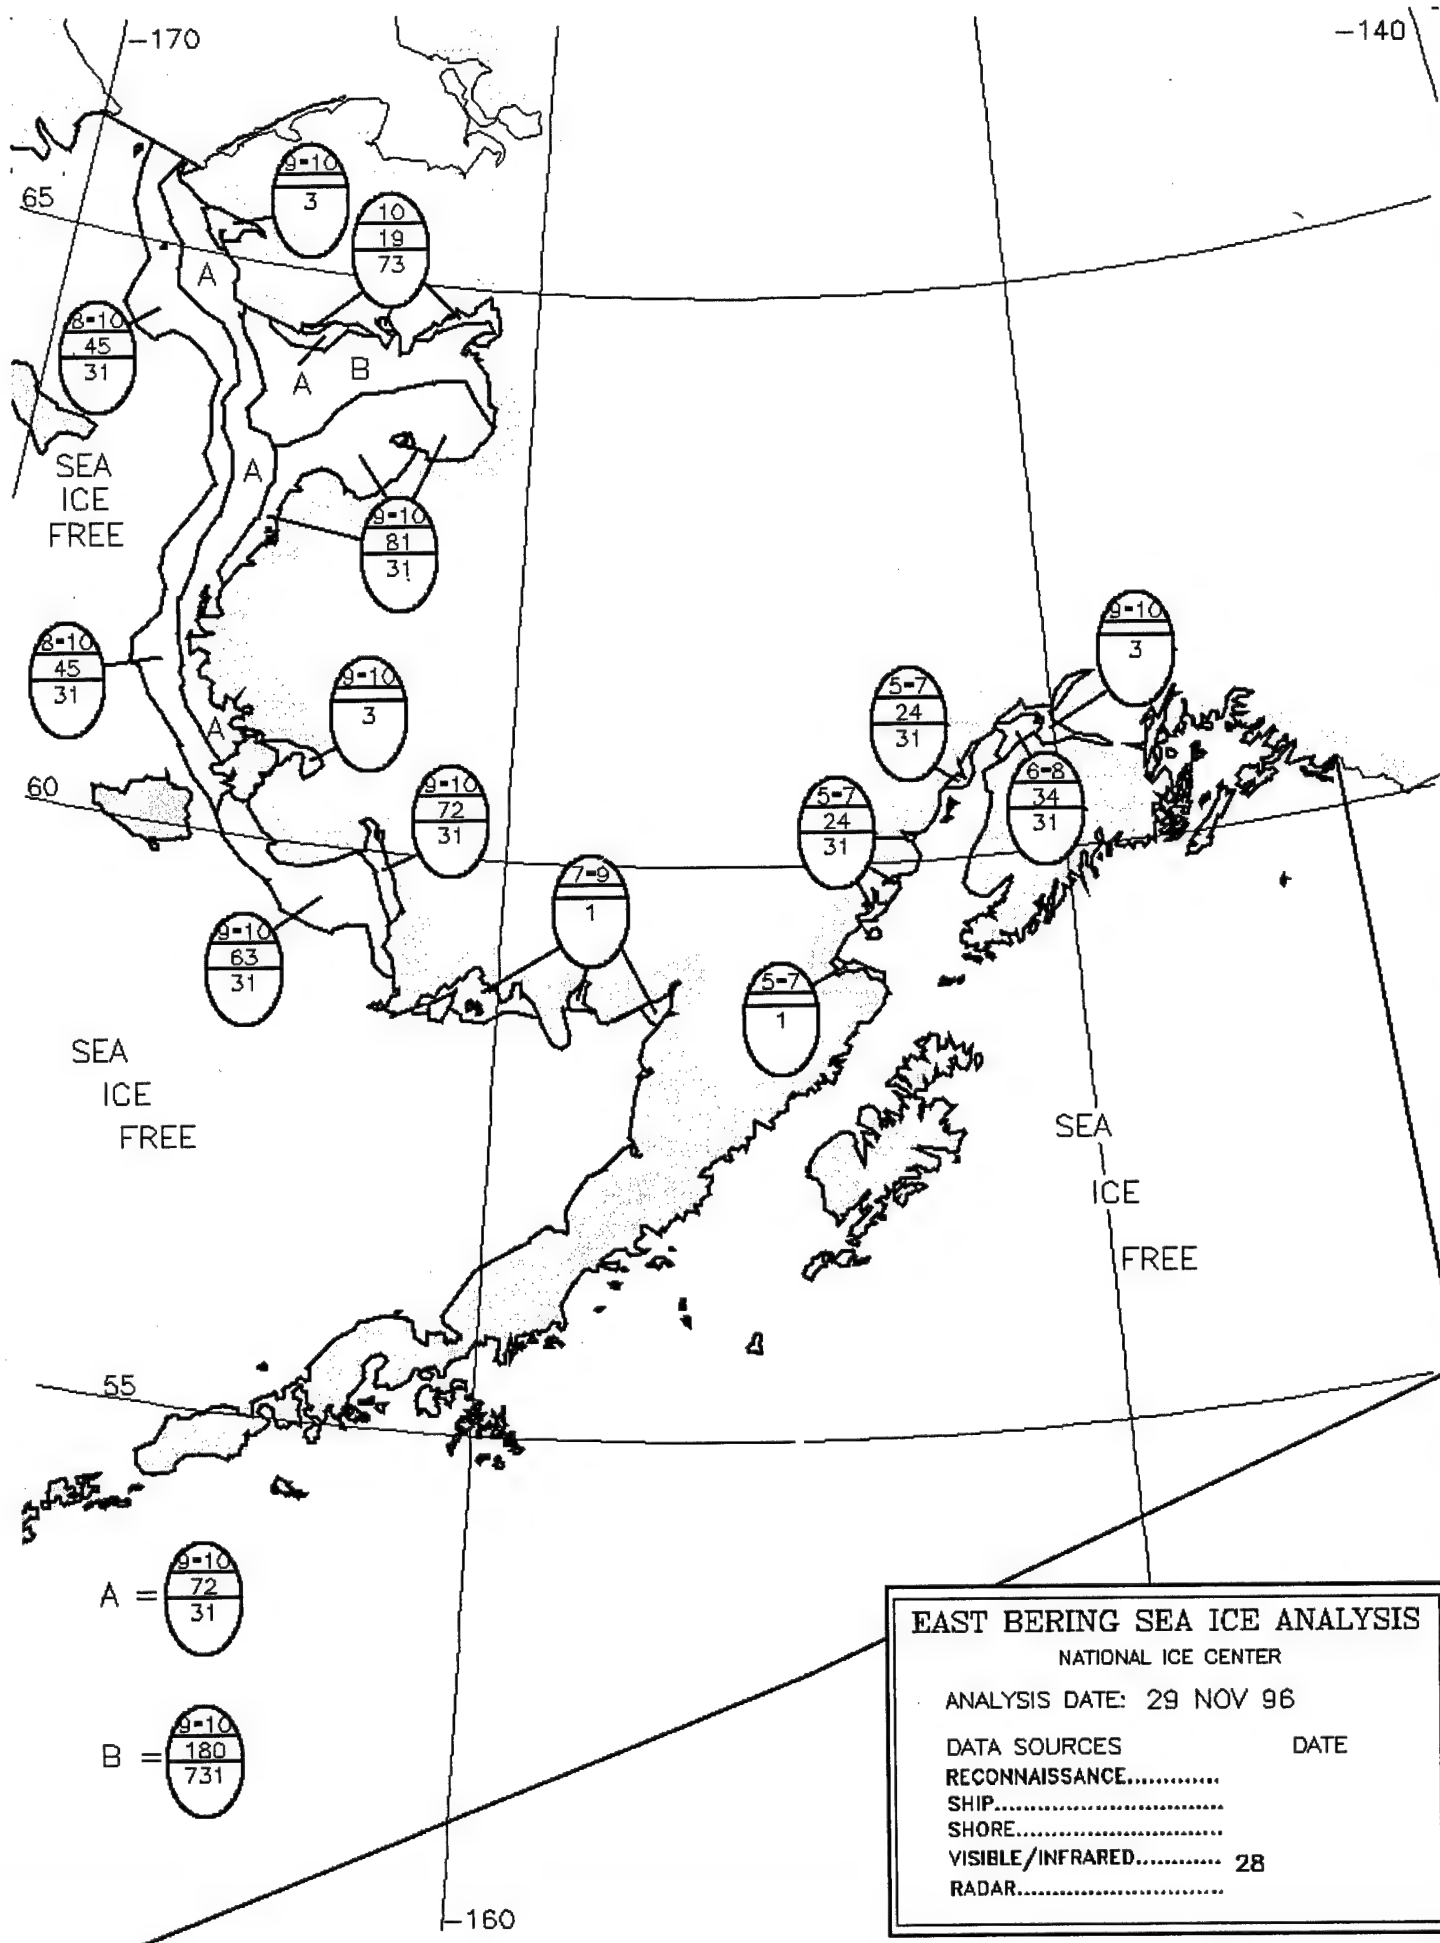 -170
-140
9-10
3
65
10
19
73
A
8-10
45
31
A
B
SEA
ICE
FREE
A
9-10
81
31
9-10
3
8-10
45
31
9-10
3
5-7
24
31
A
60
9-10
72
31
6-8
34
31
5-7
24
31
7-9
1
9-10
63
31
5-7
1
SEA
ICE
FREE
SEA
ICE
FREE
55
A =
9-10
72
31
B =
9-10
180
731
-160
EAST BERING SEA ICE ANALYSIS
NATIONAL ICE CENTER
ANALYSIS DATE: 29 NOV 96
DATA SOURCES DATE
RECONNAISSANCE.............
SHIP................................
SHORE.............................
VISIBLE/INFRARED............ 28
RADAR.............................